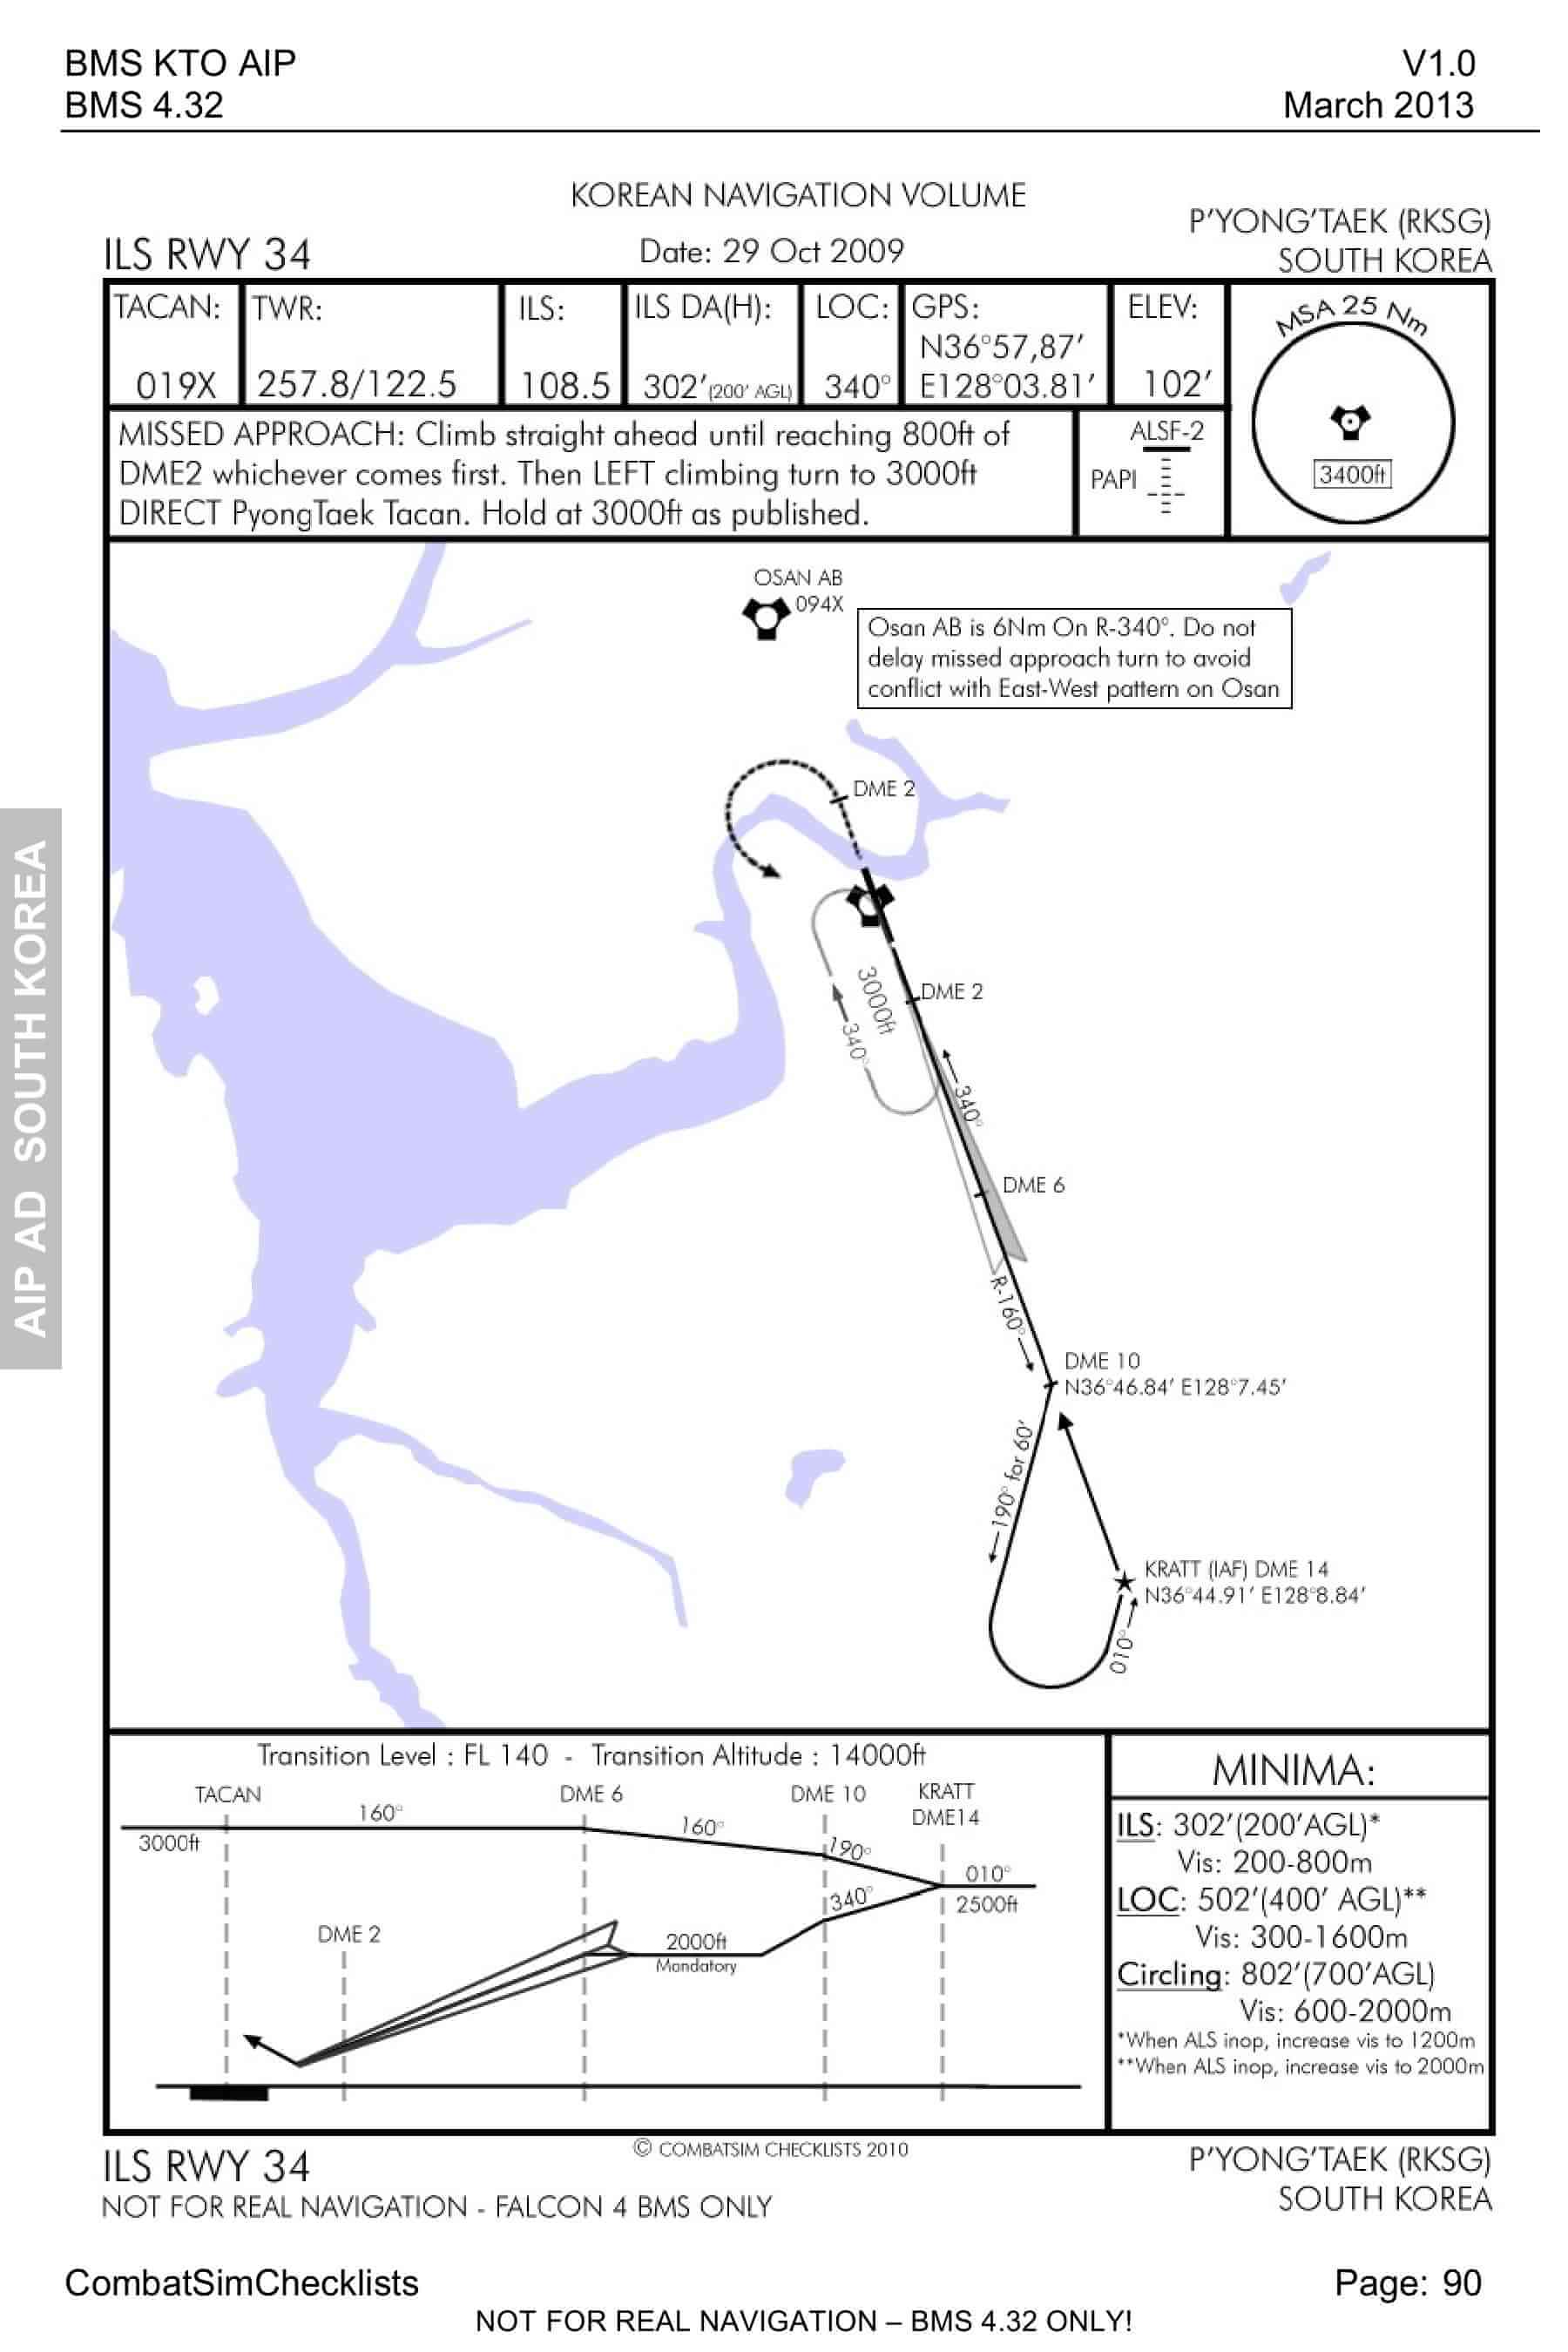 BMS KTO AIP
V1.0
BMS 4.32
March 2013
KOREAN NAVIGATION VOLUME
P'YONG'TAEK (RKSG)
ILS RWY 34
Date: 29 Oct 2009
SOUTH KOREA
TACAN:
019X
TWR:
257.8/122.5
ILS:
108.5
ILS DA(H):
302'(200' AGL)
LOC:
340°
GPS:
N36°57,87'
E128°03.81'
ELEV:
102'
MSA 25 Nm
3400ft
MISSED APPROACH: Climb straight ahead until reaching 800ft of
DME2 whichever comes first. Then LEFT climbing turn to 3000ft
DIRECT PyongTaek Tacan. Hold at 3000ft as published.
ALSF-2
PAPI
OSAN AB
094X
Osan AB is 6Nm On R-340°. Do not
delay missed approach turn to avoid
conflict with East-West pattern on Osan
DME 2
3000ft
340°
DME 2
340°
DME 6
R-160°
DME 10
N36°46.84' E128°7.45'
190° for 60'
KRATT (IAF) DME 14
N36°44.91' E128°8.84'
010°
AIP AD SOUTH KOREA
Transition Level : FL 140 - Transition Altitude : 14000ft
TACAN
DME 6
DME 10
KRATT
DME14
160°
3000ft
160°
190°
010°
2500ft
340°
DME 2
2000ft
Mandatory
MINIMA:
ILS: 302'(200'AGL)*
Vis: 200-800m
LOC: 502'(400' AGL)**
Vis: 300-1600m
Circling: 802'(700'AGL)
Vis: 600-2000m
*When ALS inop, increase vis to 1200m
**When ALS inop, increase vis to 2000m
© COMBATSIM CHECKLISTS 2010
ILS RWY 34
P'YONG'TAEK (RKSG)
NOT FOR REAL NAVIGATION - FALCON 4 BMS ONLY
SOUTH KOREA
CombatSimChecklists
Page: 90
NOT FOR REAL NAVIGATION – BMS 4.32 ONLY!